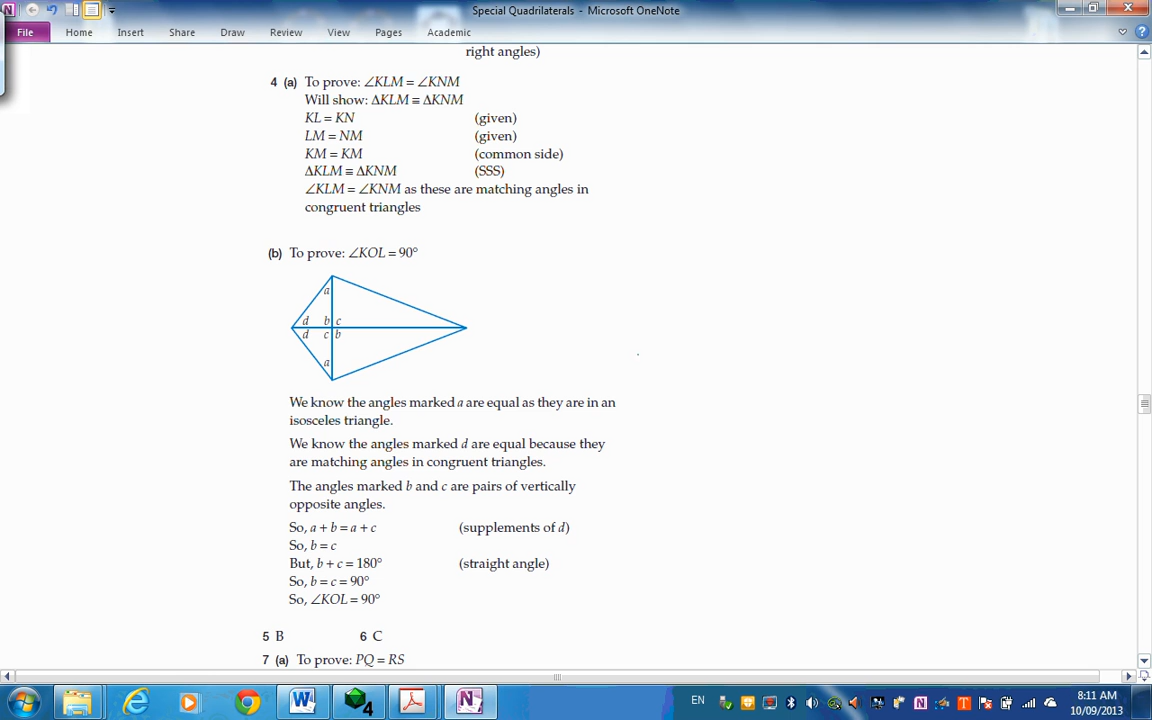 Special Quadrilaterals - Microsoft OneNote
File Home Insert Share Draw Review View Pages Academic
right angles)
4 (a) To prove: ∠KLM = ∠KNM
Will show: ΔKLM ≡ ΔKNM
KL = KN (given)
LM = NM (given)
KM = KM (common side)
ΔKLM ≡ ΔKNM (SSS)
∠KLM = ∠KNM as these are matching angles in
congruent triangles
(b) To prove: ∠KOL = 90°
a
d b c
d c b
a
We know the angles marked a are equal as they are in an
isosceles triangle.
We know the angles marked d are equal because they
are matching angles in congruent triangles.
The angles marked b and c are pairs of vertically
opposite angles.
So, a + b = a + c (supplements of d)
So, b = c
But, b + c = 180° (straight angle)
So, b = c = 90°
So, ∠KOL = 90°
5 B 6 C
7 (a) To prove: PQ = RS
EN 8:11 AM
10/09/2013